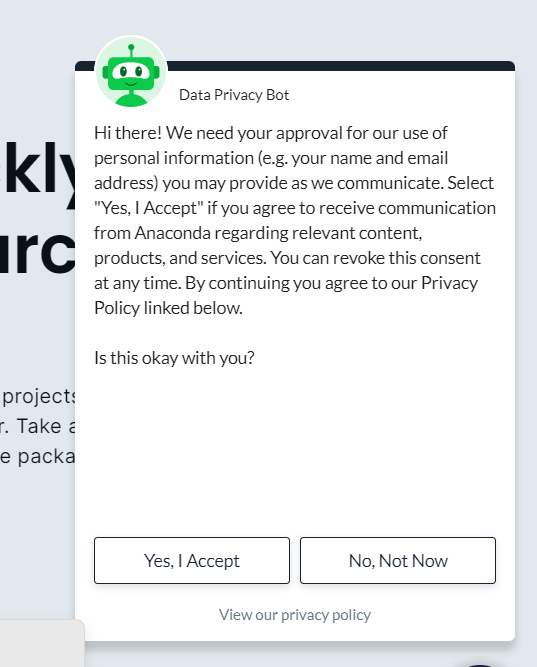 Data Privacy Bot
Hi there! We need your approval for our use of
personal information (e.g. your name and email
address) you may provide as we communicate. Select
"Yes, I Accept" if you agree to receive communication
from Anaconda regarding relevant content,
products, and services. You can revoke this consent
at any time. By continuing you agree to our Privacy
Policy linked below.
Is this okay with you?
Yes, I Accept
No, Not Now
View our privacy policy
kly
arc
projects
r. Take a
e packa